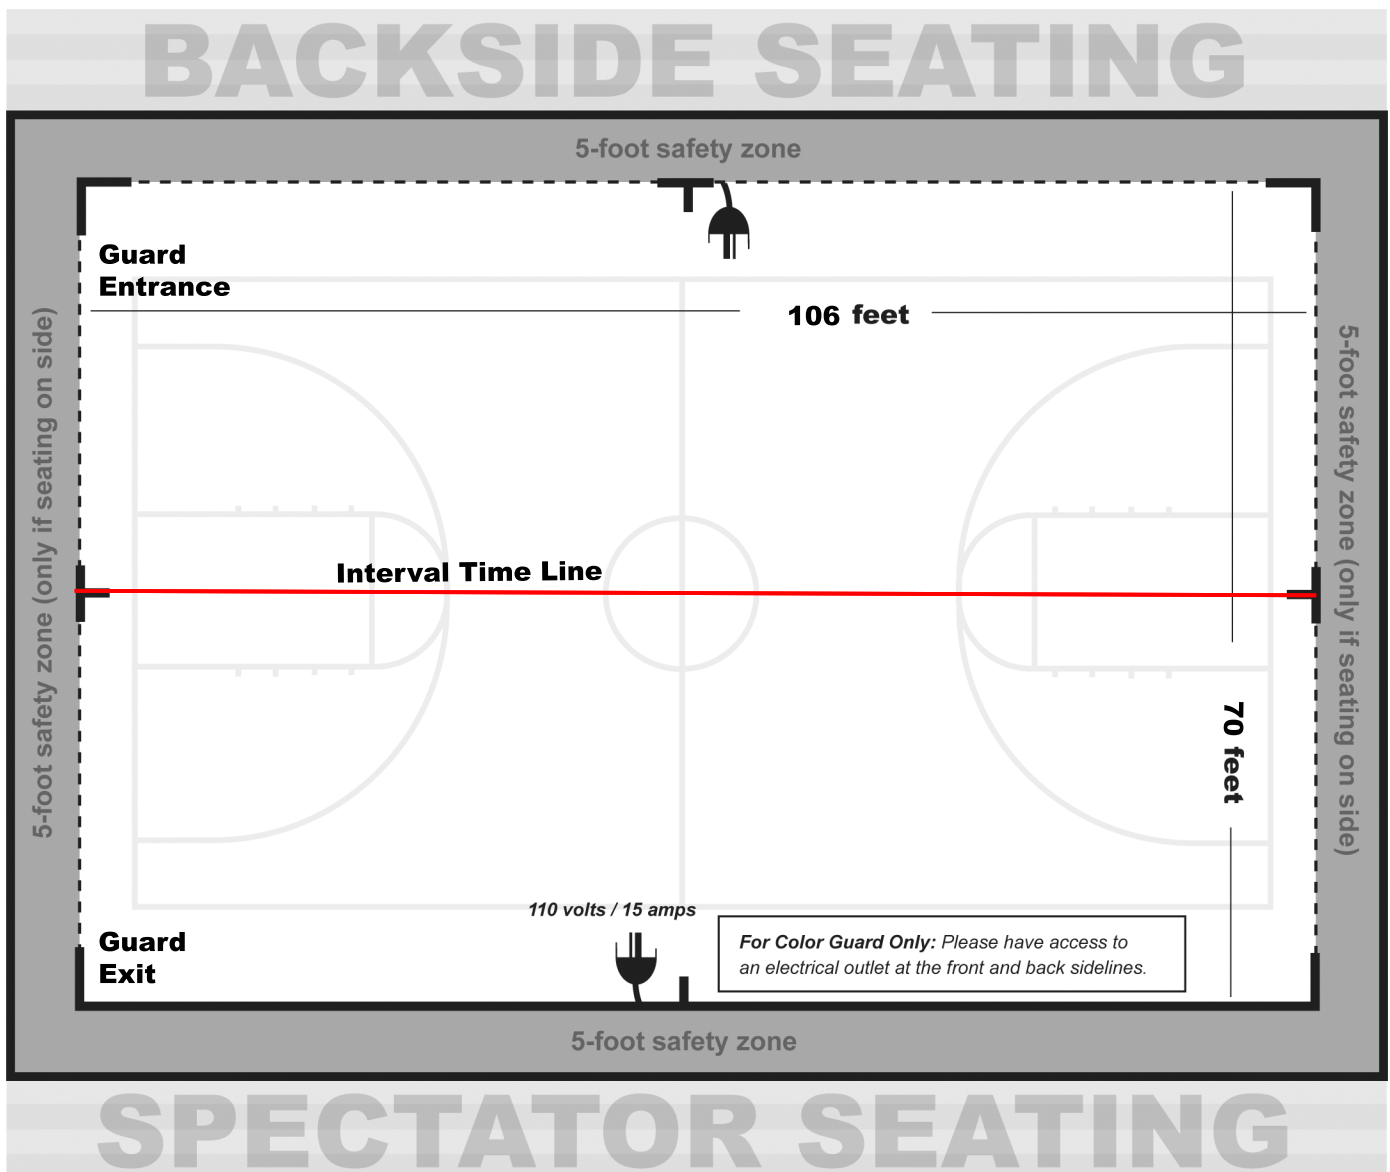 BACKSIDE SEATING
5-foot safety zone
Guard
Entrance
106 feet
5-foot safety zone (only if seating on side)
5-foot safety zone (only if seating on side)
Interval Time Line
70 feet
110 volts / 15 amps
Guard
Exit
For Color Guard Only: Please have access to
an electrical outlet at the front and back sidelines.
5-foot safety zone
SPECTATOR SEATING